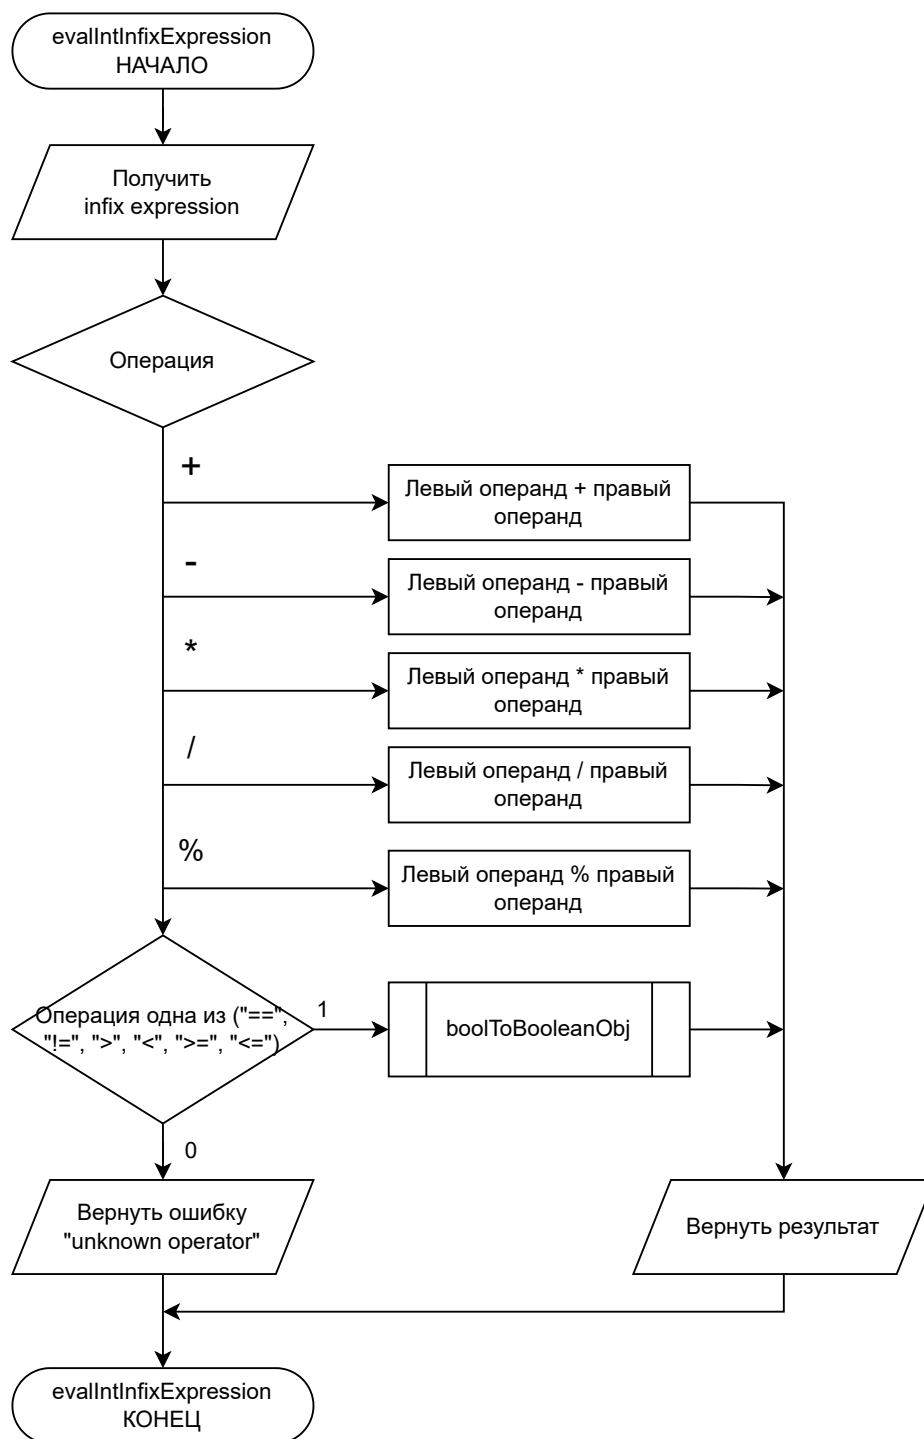 evalIntInfixExpression
НАЧАЛО
Получить
infix expression
Операция
+
Левый операнд + правый
операнд
-
Левый операнд - правый
операнд
*
Левый операнд * правый
операнд
/
Левый операнд / правый
операнд
%
Левый операнд % правый
операнд
Операция одна из ("==",
"!=", ">", "<", ">=", "<=")
1
boolToBooleanObj
0
Вернуть ошибку
"unknown operator"
Вернуть результат
evalIntInfixExpression
КОНЕЦ